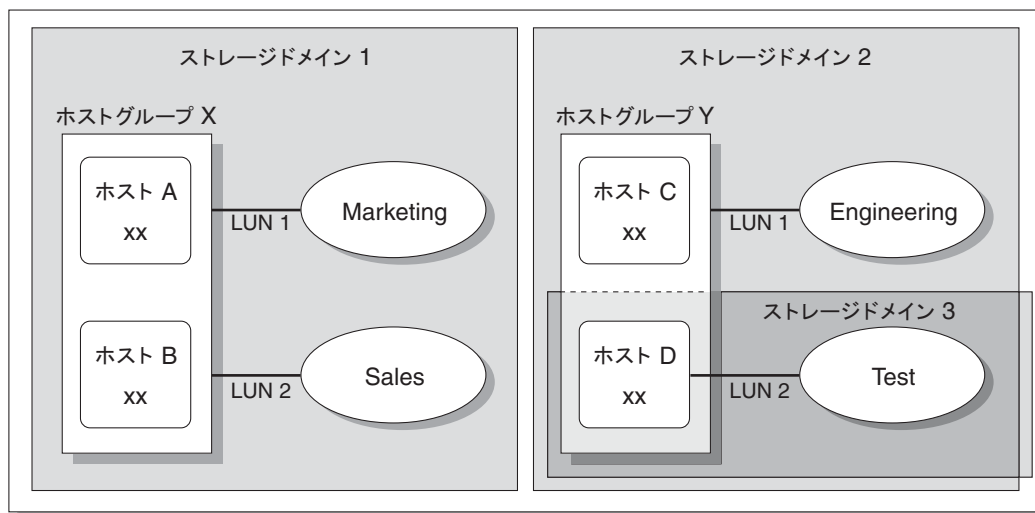 ストレージドメイン 1
ホストグループ X
ホスト A
xx
LUN 1
Marketing
ホスト B
xx
LUN 2
Sales
ストレージドメイン 2
ホストグループ Y
ホスト C
xx
LUN 1
Engineering
ストレージドメイン 3
ホスト D
xx
LUN 2
Test